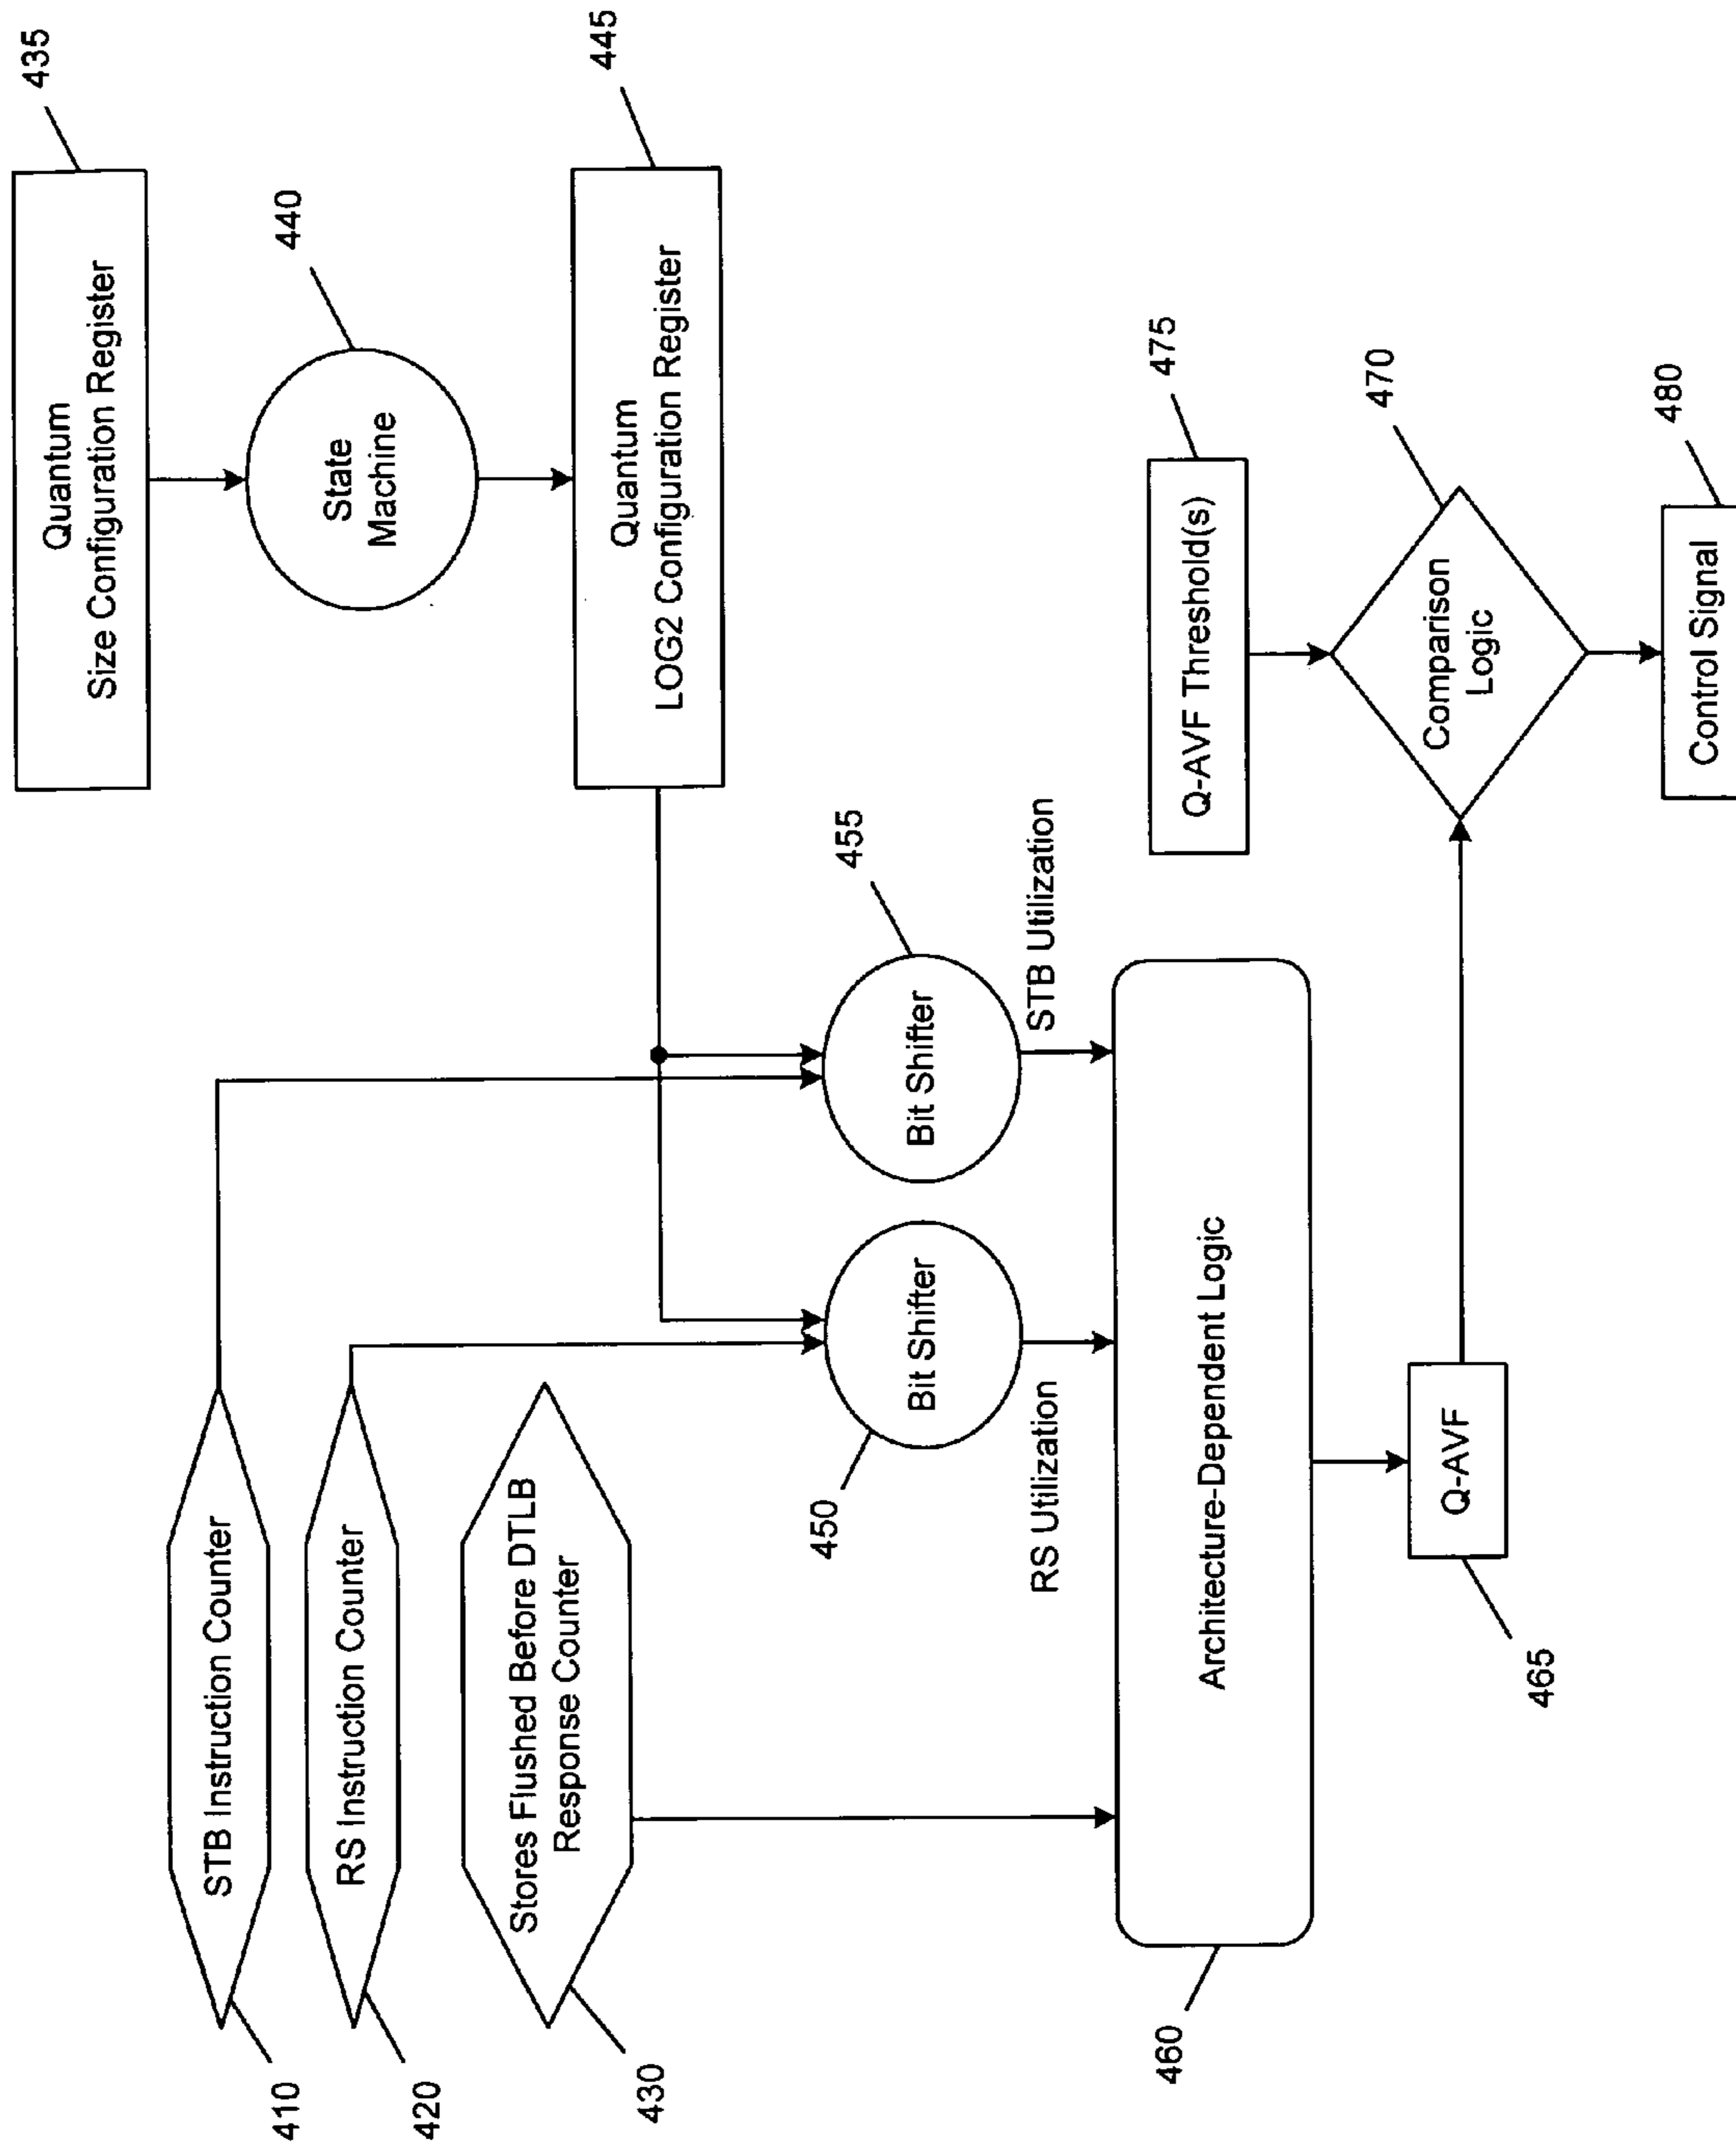 410
STB Instruction Counter
420
RS Instruction Counter
430
Stores Flushed Before DTLB
Response Counter
435
Quantum
Size Configuration Register
440
State
Machine
445
Quantum
LOG2 Configuration Register
450
Bit Shifter
455
Bit Shifter
RS Utilization
STB Utilization
460
Architecture-Dependent Logic
465
Q-AVF
475
Q-AVF Threshold(s)
470
Comparison
Logic
480
Control Signal